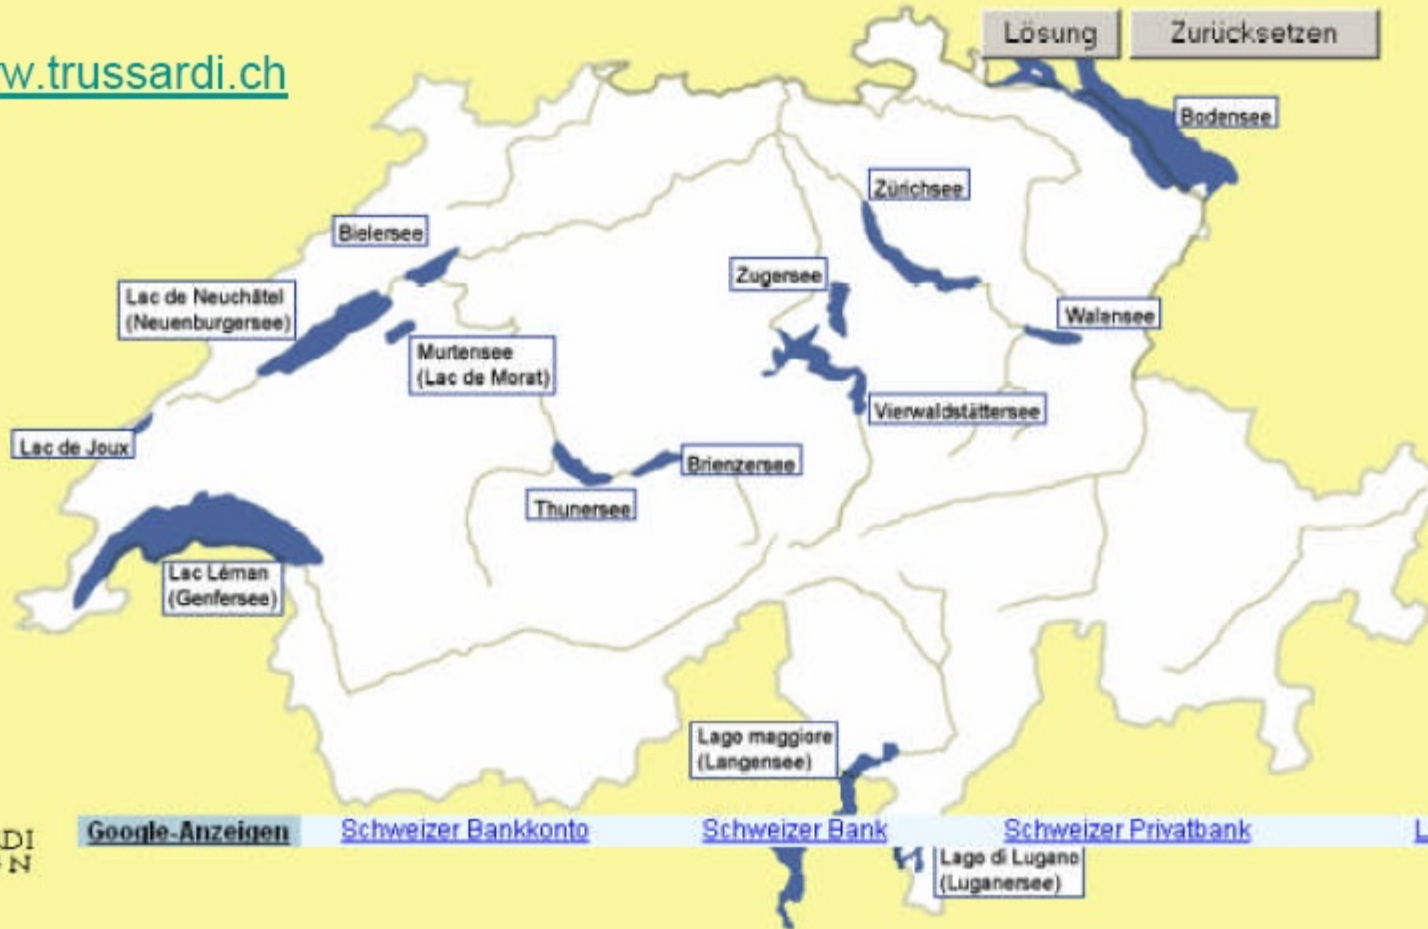 Lösung Zurücksetzen
w.trussardi.ch
Bodensee
Zürichsee
Bielersee
Zugersee
Lac de Neuchâtel
(Neuenburgersee)
Walensee
Murtensee
(Lac de Morat)
Vierwaldstättersee
Lac de Joux
Brienzersee
Thunersee
Lac Léman
(Genfersee)
Lago maggiore
(Langensee)
Google-Anzeigen Schweizer Bankkonto Schweizer Bank Schweizer Privatbank L
DI
N
Lago di Lugano
(Luganersee)